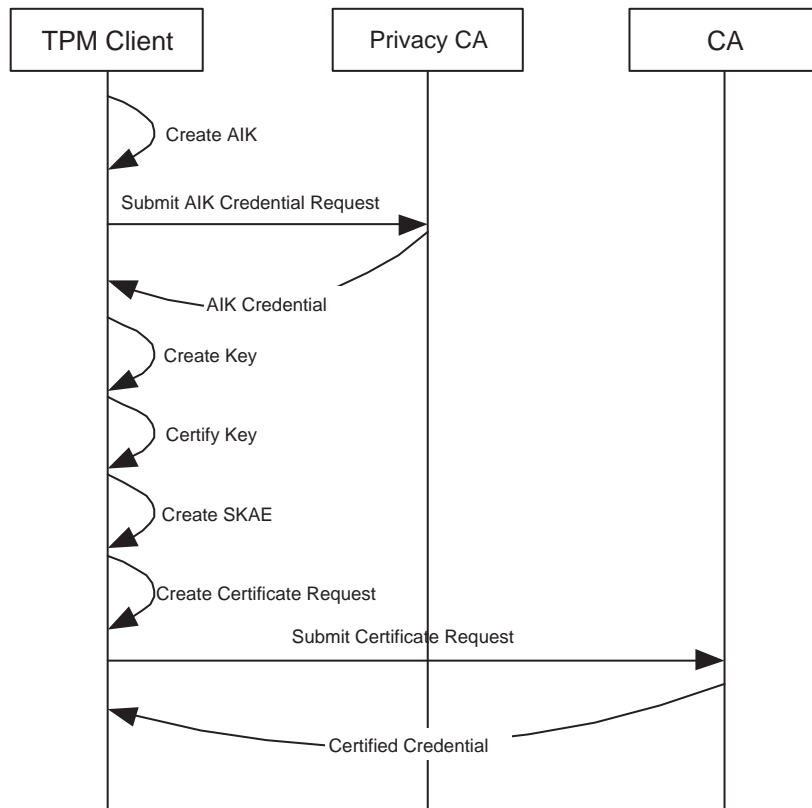 TPM Client
Privacy CA
CA
Create AIK
Submit AIK Credential Request
AIK Credential
Create Key
Certify Key
Create SKAE
Create Certificate Request
Submit Certificate Request
Certified Credential